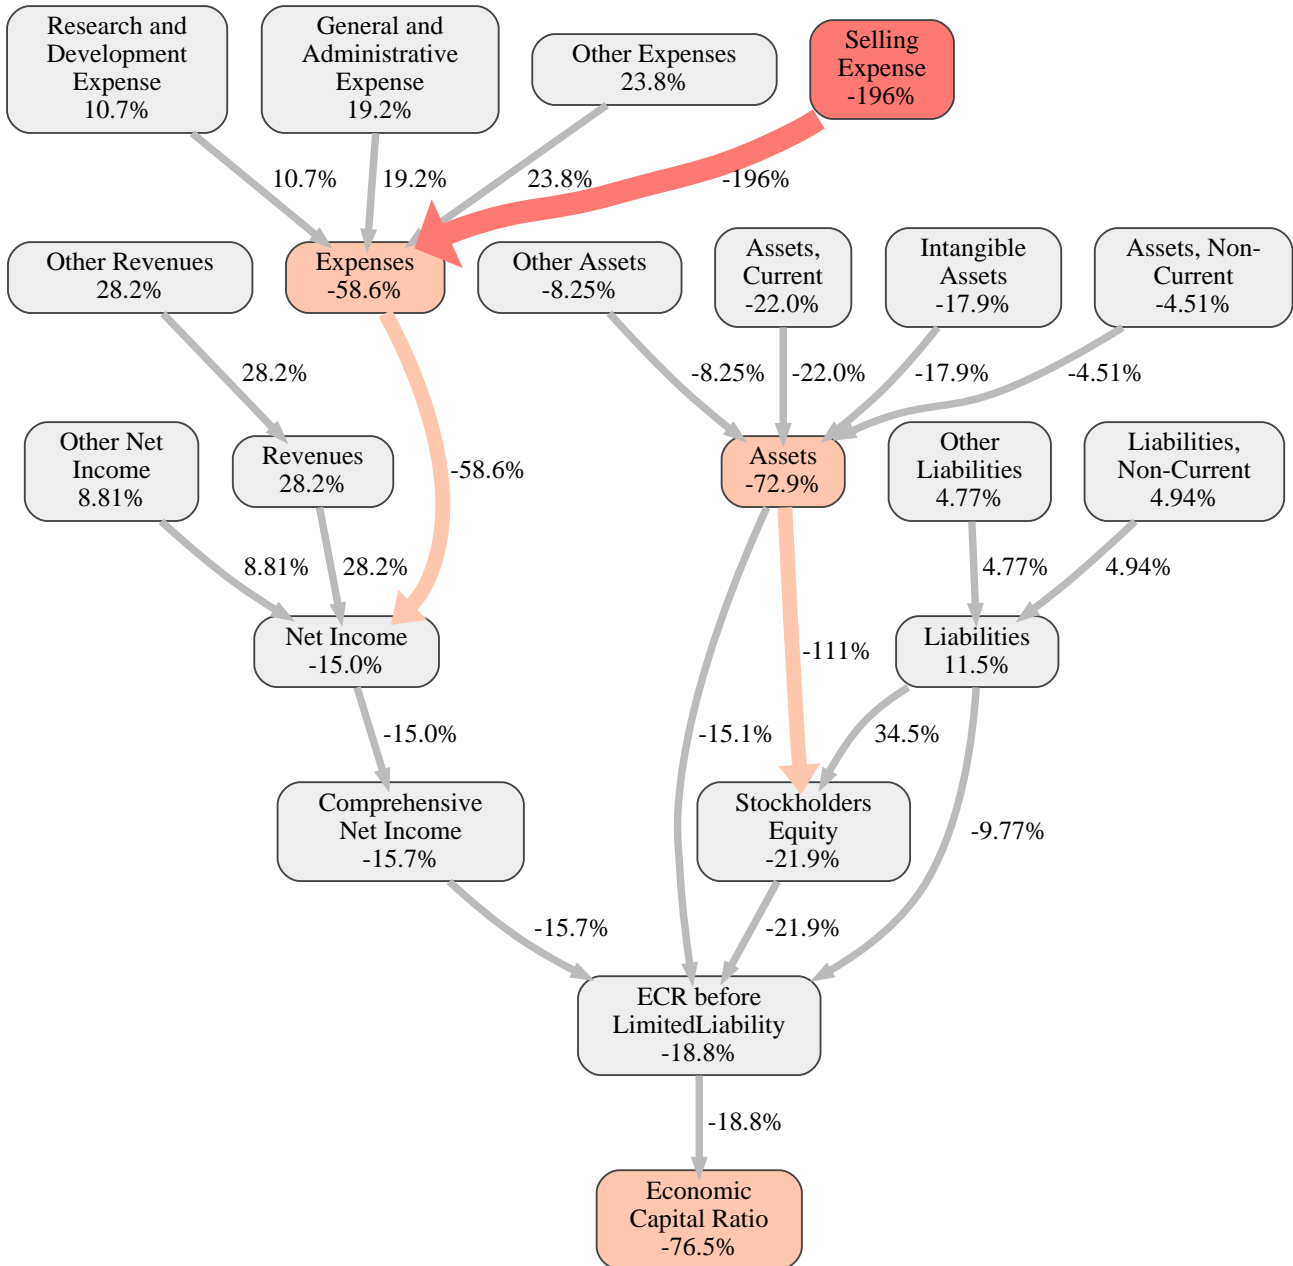 Research and
Development
Expense
10.7%
General and
Administrative
Expense
19.2%
Other Expenses
23.8%
Selling
Expense
-196%
10.7%
19.2%
23.8%
-196%
Other Revenues
28.2%
Expenses
-58.6%
Other Assets
-8.25%
Assets,
Current
-22.0%
Intangible
Assets
-17.9%
Assets, Non-
Current
-4.51%
28.2%
-58.6%
-8.25%
-22.0%
-17.9%
-4.51%
Other Net
Income
8.81%
Revenues
28.2%
Assets
-72.9%
Other
Liabilities
4.77%
Liabilities,
Non-Current
4.94%
8.81%
28.2%
4.77%
4.94%
Net Income
-15.0%
-111%
Liabilities
11.5%
-15.0%
-15.1%
34.5%
Comprehensive
Net Income
-15.7%
Stockholders
Equity
-21.9%
-9.77%
-15.7%
-21.9%
ECR before
LimitedLiability
-18.8%
-18.8%
Economic
Capital Ratio
-76.5%